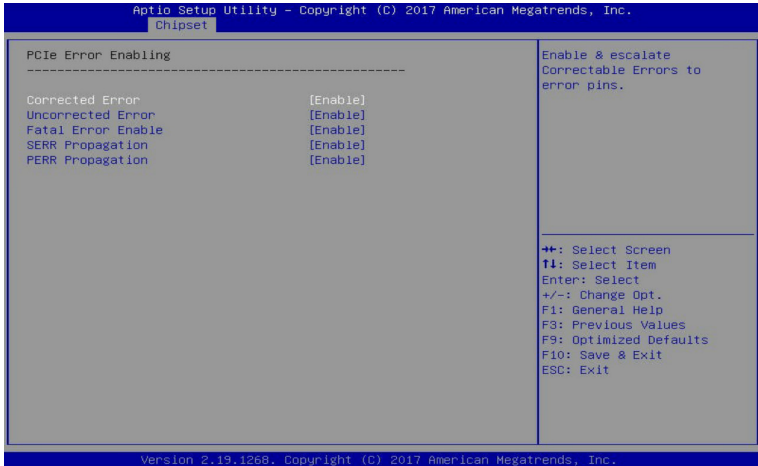 Aptio Setup Utility – Copyright (C) 2017 American Megatrends, Inc.
Chipset
PCIe Error Enabling
--------------------------------------------------
Corrected Error [Enable]
Uncorrected Error [Enable]
Fatal Error Enable [Enable]
SERR Propagation [Enable]
PERR Propagation [Enable]
Enable & escalate
Correctable Errors to
error pins.
→←: Select Screen
↑↓: Select Item
Enter: Select
+/-: Change Opt.
F1: General Help
F3: Previous Values
F9: Optimized Defaults
F10: Save & Exit
ESC: Exit
Version 2.19.1268. Copyright (C) 2017 American Megatrends, Inc.